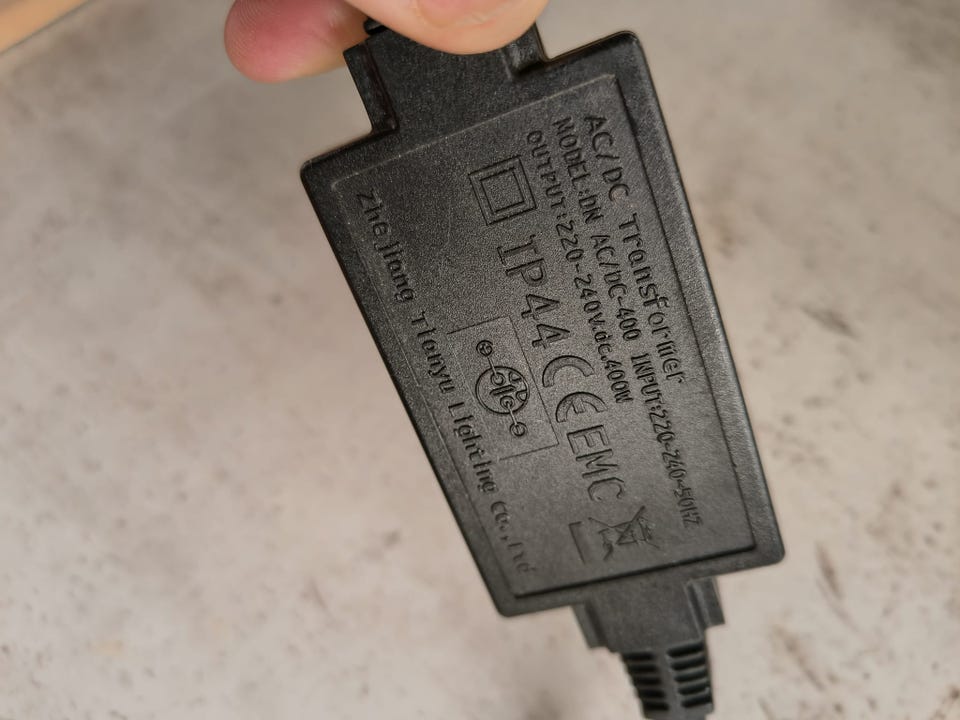 AC/DC Transformer
MODEL:DN AC/DC-400 INPUT:220-240~50HZ
OUTPUT:220-240V.dc.400W
IP44 CE EMC
Zhejiang Tianyu Lighting Co.,Ltd